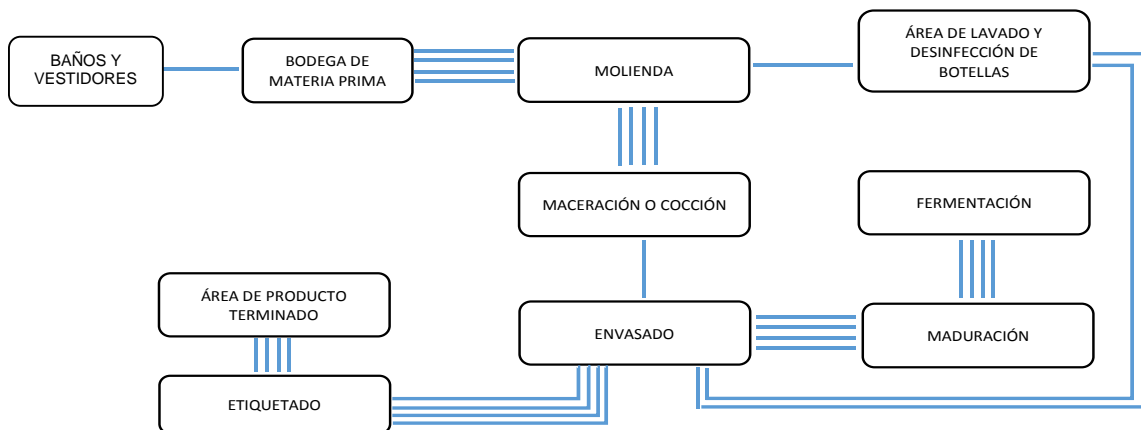 BAÑOS Y
VESTIDORES
BODEGA DE
MATERIA PRIMA
MOLIENDA
ÁREA DE LAVADO Y
DESINFECCIÓN DE
BOTELLAS
MACERACIÓN O COCCIÓN
FERMENTACIÓN
ÁREA DE PRODUCTO
TERMINADO
ENVASADO
MADURACIÓN
ETIQUETADO